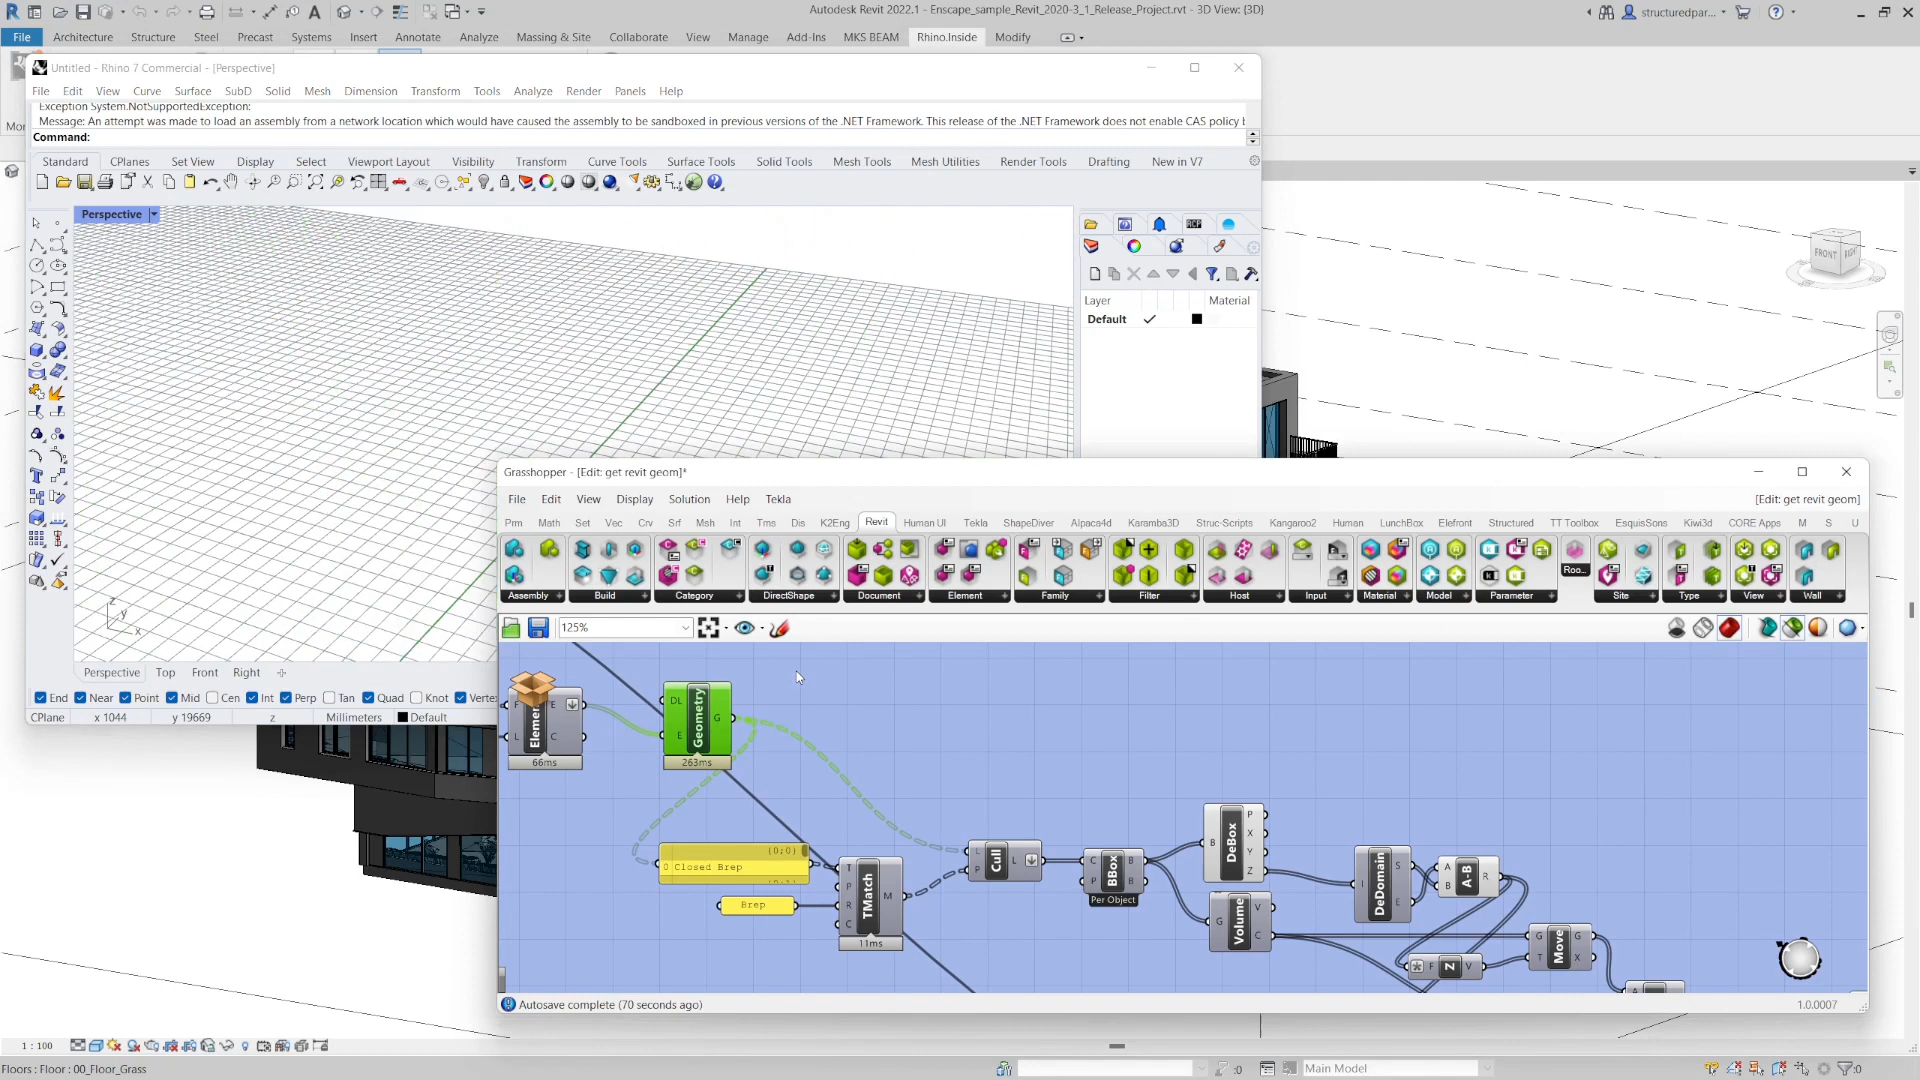 Autodesk Revit 2022.1 - Enscape_sample_Revit_2020-3_1_Release_Project.rvt - 3D View: {3D}
structuredpar...
File Architecture Structure Steel Precast Systems Insert Annotate Analyze Massing & Site Collaborate View Manage Add-Ins MKS BEAM Rhino.Inside Modify
Untitled - Rhino 7 Commercial - [Perspective]
File Edit View Curve Surface SubD Solid Mesh Dimension Transform Tools Analyze Render Panels Help
Exception System.NotSupportedException:
Message: An attempt was made to load an assembly from a network location which would have caused the assembly to be sandboxed in previous versions of the .NET Framework. This release of the .NET Framework does not enable CAS policy
Command:
Standard CPlanes Set View Display Select Viewport Layout Visibility Transform Curve Tools Surface Tools Solid Tools Mesh Tools Mesh Utilities Render Tools Drafting New in V7
Perspective
Layer Material
Default
FRONT RIGHT
z y x
Perspective Top Front Right
End Near Point Mid Cen Int Perp Tan Quad Knot Vertex
CPlane x 1044 y 19669 z Millimeters Default
Grasshopper - [Edit: get revit geom]*
File Edit View Display Solution Help Tekla [Edit: get revit geom]
Prm Math Set Vec Crv Srf Msh Int Trns Dis K2Eng Revit Human UI Tekla ShapeDiver Alpaca4d Karamba3D Struc-Scripts Kangaroo2 Human LunchBox Elefront Structured TT Toolbox EsquisSons Kiwi3d CORE Apps M S U
Roo...
Assembly Build Category DirectShape Document Element Family Filter Host Input Material Model Parameter Site Type View Wall
125%
F L Elemen E C
66ms
DL E Geometry G
263ms
{0;0}
0 Closed Brep
Brep
T P R C TMatch M
11ms
L P Cull L
C P BBox B B
Per Object
B DeBox P X Y Z
G Volume V C
I DeDomain S E
A B A-B R
F Z V
G T Move G X
A
Autosave complete (70 seconds ago)
1.0.0007
1 : 100
Floors : Floor : 00_Floor_Grass
:0 Main Model :0